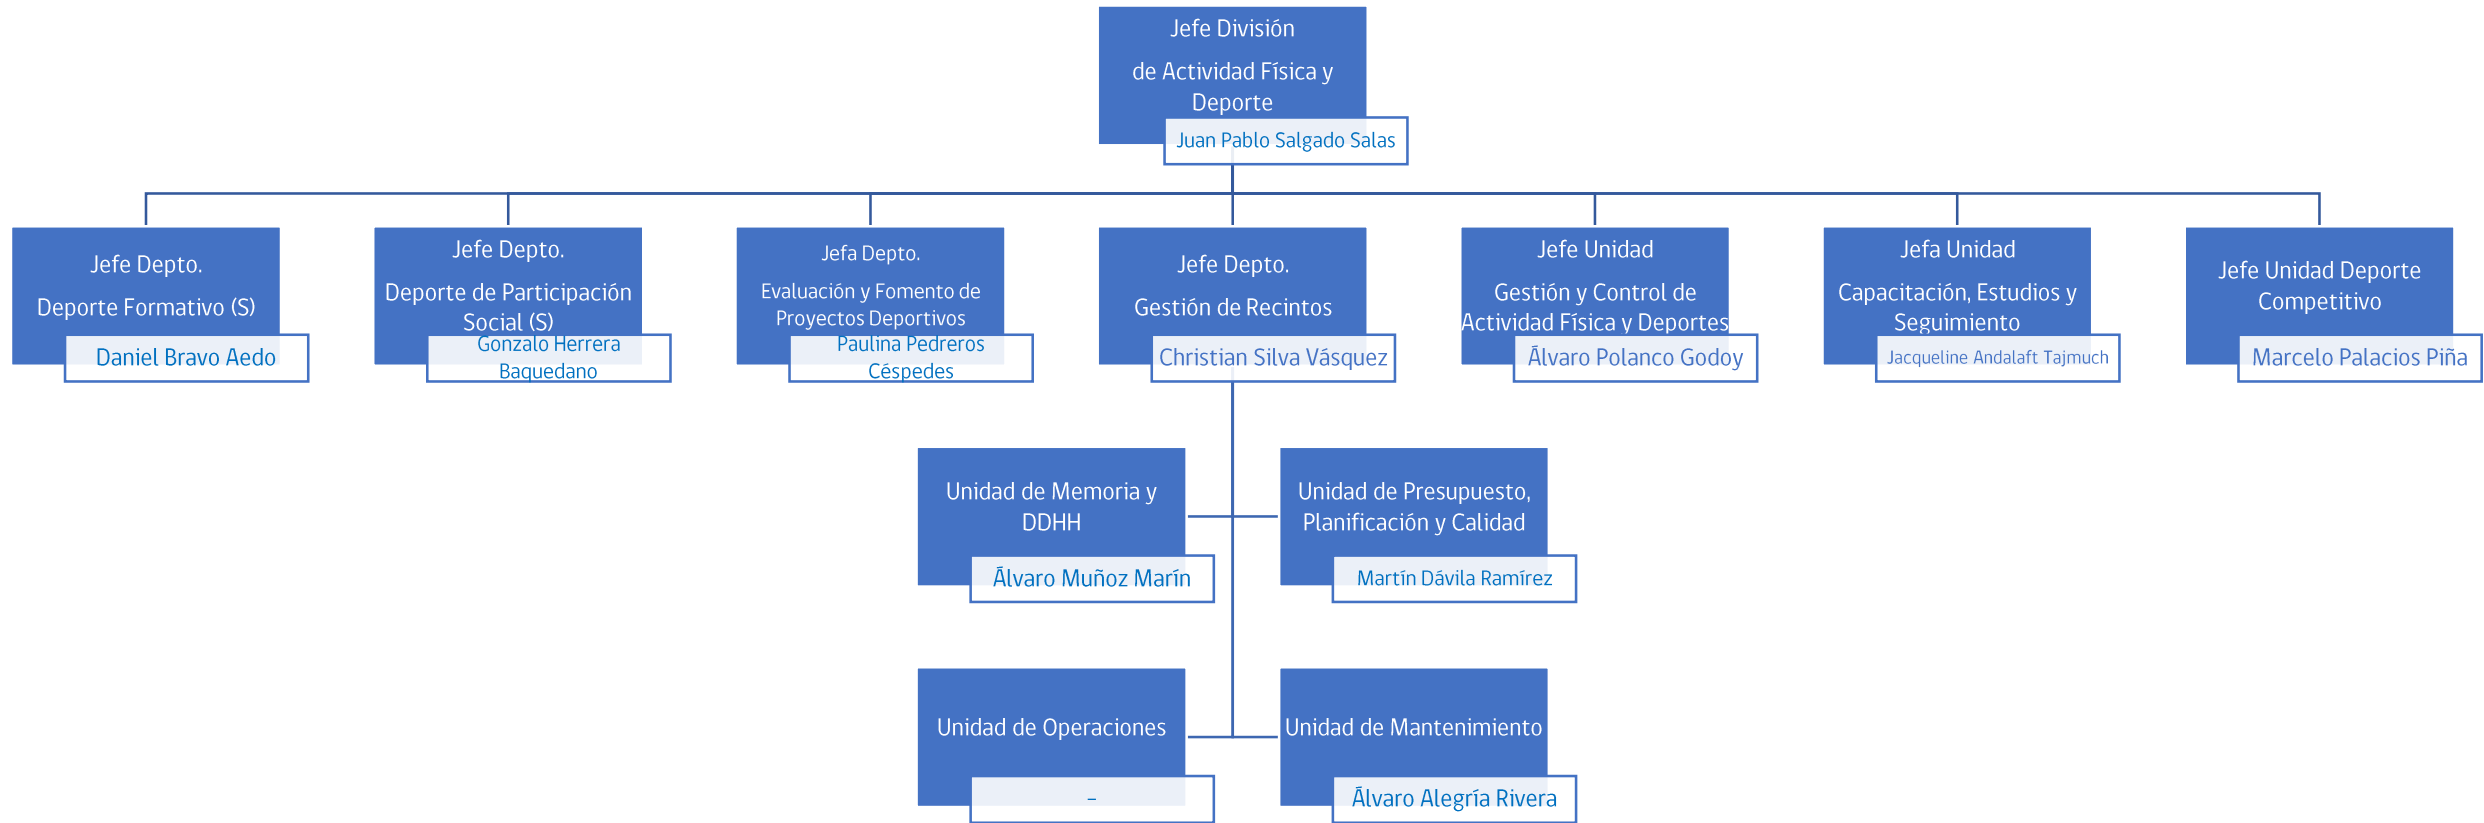 Jefe División
de Actividad Física y
Deporte
Juan Pablo Salgado Salas
Jefe Depto.
Deporte Formativo (S)
Daniel Bravo Aedo
Jefe Depto.
Deporte de Participación
Social (S)
Gonzalo Herrera
Baquedano
Jefa Depto.
Evaluación y Fomento de
Proyectos Deportivos
Paulina Pedreros
Céspedes
Jefe Depto.
Gestión de Recintos
Christian Silva Vásquez
Jefe Unidad
Gestión y Control de
Actividad Física y Deportes
Álvaro Polanco Godoy
Jefa Unidad
Capacitación, Estudios y
Seguimiento
Jacqueline Andalaft Tajmuch
Jefe Unidad Deporte
Competitivo
Marcelo Palacios Piña
Unidad de Memoria y
DDHH
Álvaro Muñoz Marín
Unidad de Presupuesto,
Planificación y Calidad
Martín Dávila Ramírez
Unidad de Operaciones
–
Unidad de Mantenimiento
Álvaro Alegría Rivera